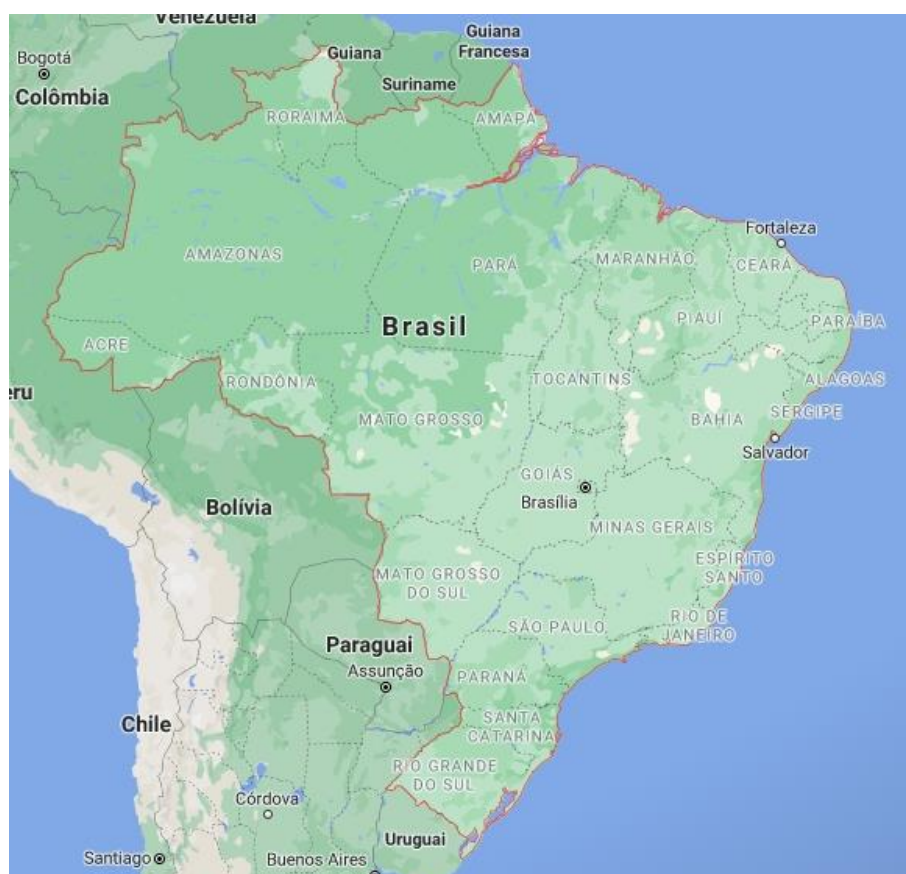 Venezuela
Guiana
Francesa
Bogotá
Guiana
Colômbia
Suriname
RORAIMA
AMAPÁ
Fortaleza
AMAZONAS
PARÁ
MARANHÃO
CEARÁ
Brasil
PIAUÍ
PARAÍBA
ACRE
RONDÔNIA
TOCANTINS
ALAGOAS
eru
MATO GROSSO
BAHIA
SERGIPE
Salvador
GOIÁS
Brasília
Bolívia
MINAS GERAIS
ESPÍRITO
SANTO
MATO GROSSO
DO SUL
RIO DE
JANEIRO
SÃO PAULO
Paraguai
Assunção
PARANÁ
Chile
SANTA
CATARINA
RIO GRANDE
DO SUL
Córdova
Uruguai
Santiago
Buenos Aires